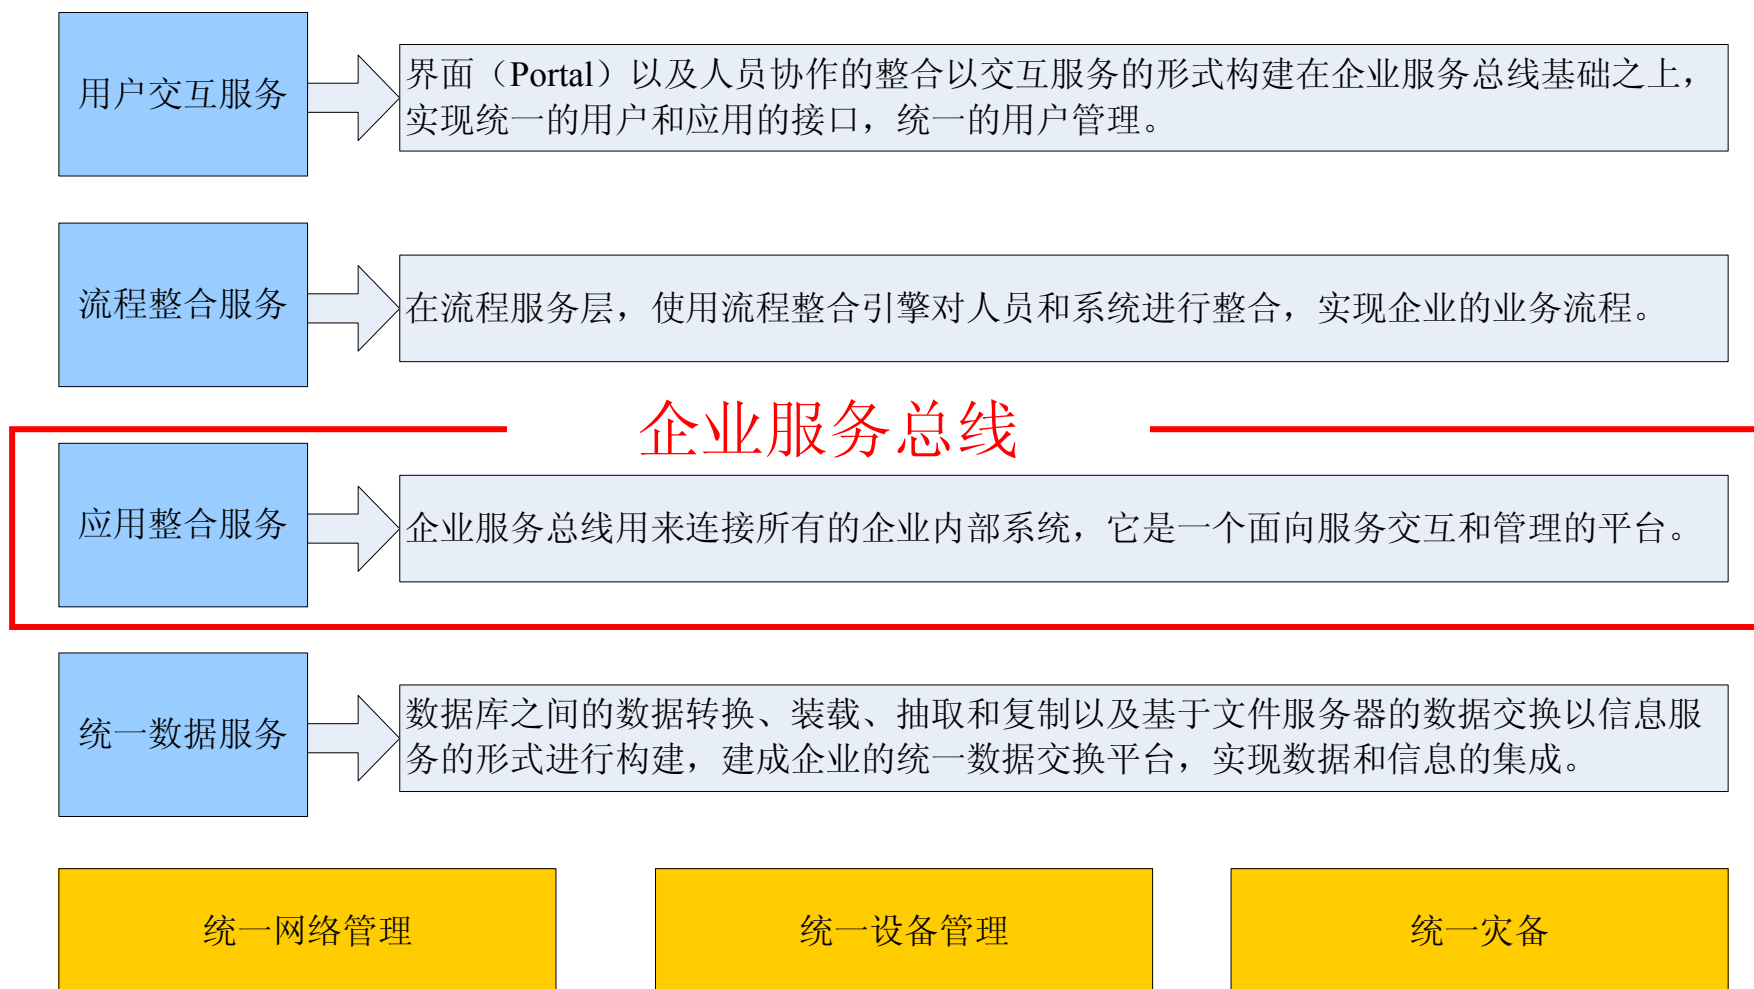 用户交互服务
界面（Portal）以及人员协作的整合以交互服务的形式构建在企业服务总线基础之上，
实现统一的用户和应用的接口，统一的用户管理。
流程整合服务
在流程服务层，使用流程整合引擎对人员和系统进行整合，实现企业的业务流程。
企业服务总线
应用整合服务
企业服务总线用来连接所有的企业内部系统，它是一个面向服务交互和管理的平台。
统一数据服务
数据库之间的数据转换、装载、抽取和复制以及基于文件服务器的数据交换以信息服
务的形式进行构建，建成企业的统一数据交换平台，实现数据和信息的集成。
统一网络管理
统一设备管理
统一灾备